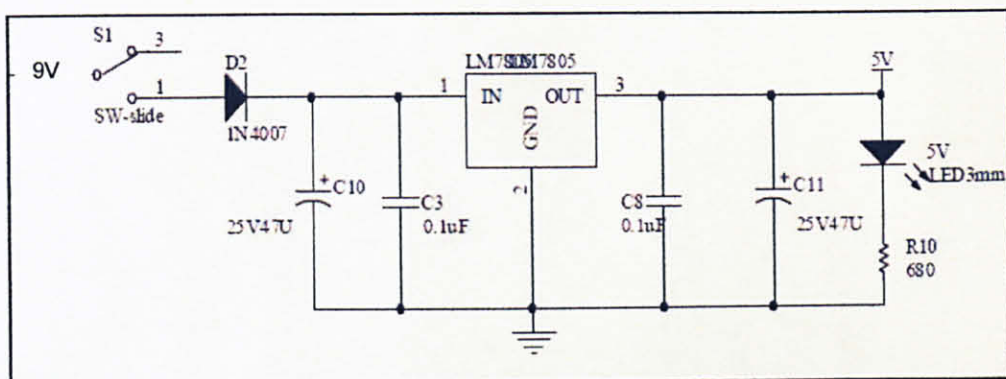 S1
3
9V
1
SW-slide
D2
1N4007
C10
25V47U
C3
0.1uF
LM7805
LM7805
1
IN
OUT
3
GND
2
C8
0.1uF
C11
25V47U
5V
5V
LED3mm
R10
680